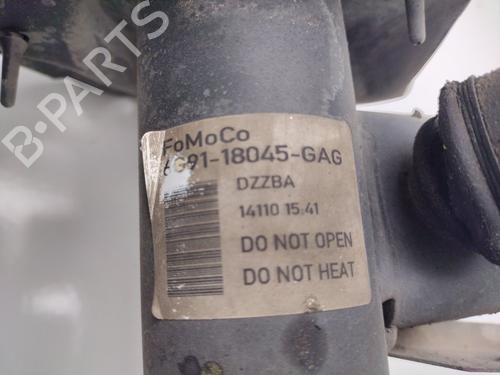 B-PARTS
FoMoCo
6G91-18045-GAG
DZZBA
14110 15:41
DO NOT OPEN
DO NOT HEAT